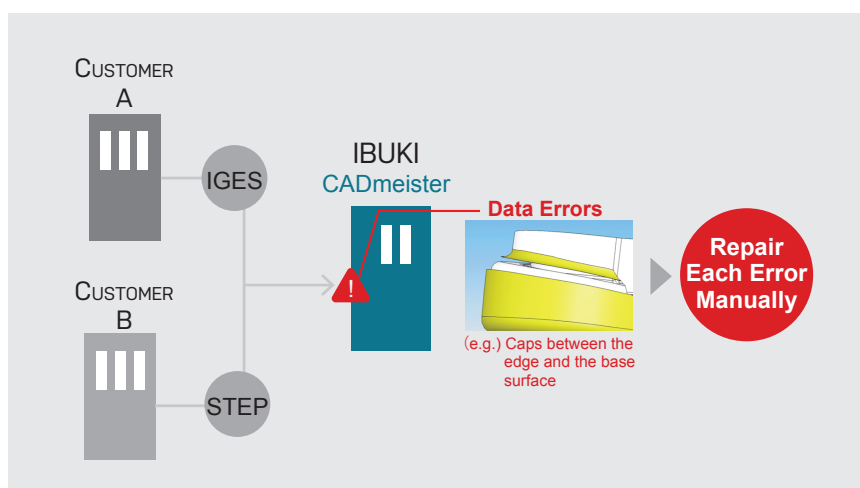 CUSTOMER
A
IGES
IBUKI
CADmeister
Data Errors
!
Repair
Each Error
Manually
(e.g.) Caps between the
edge and the base
surface
CUSTOMER
B
STEP